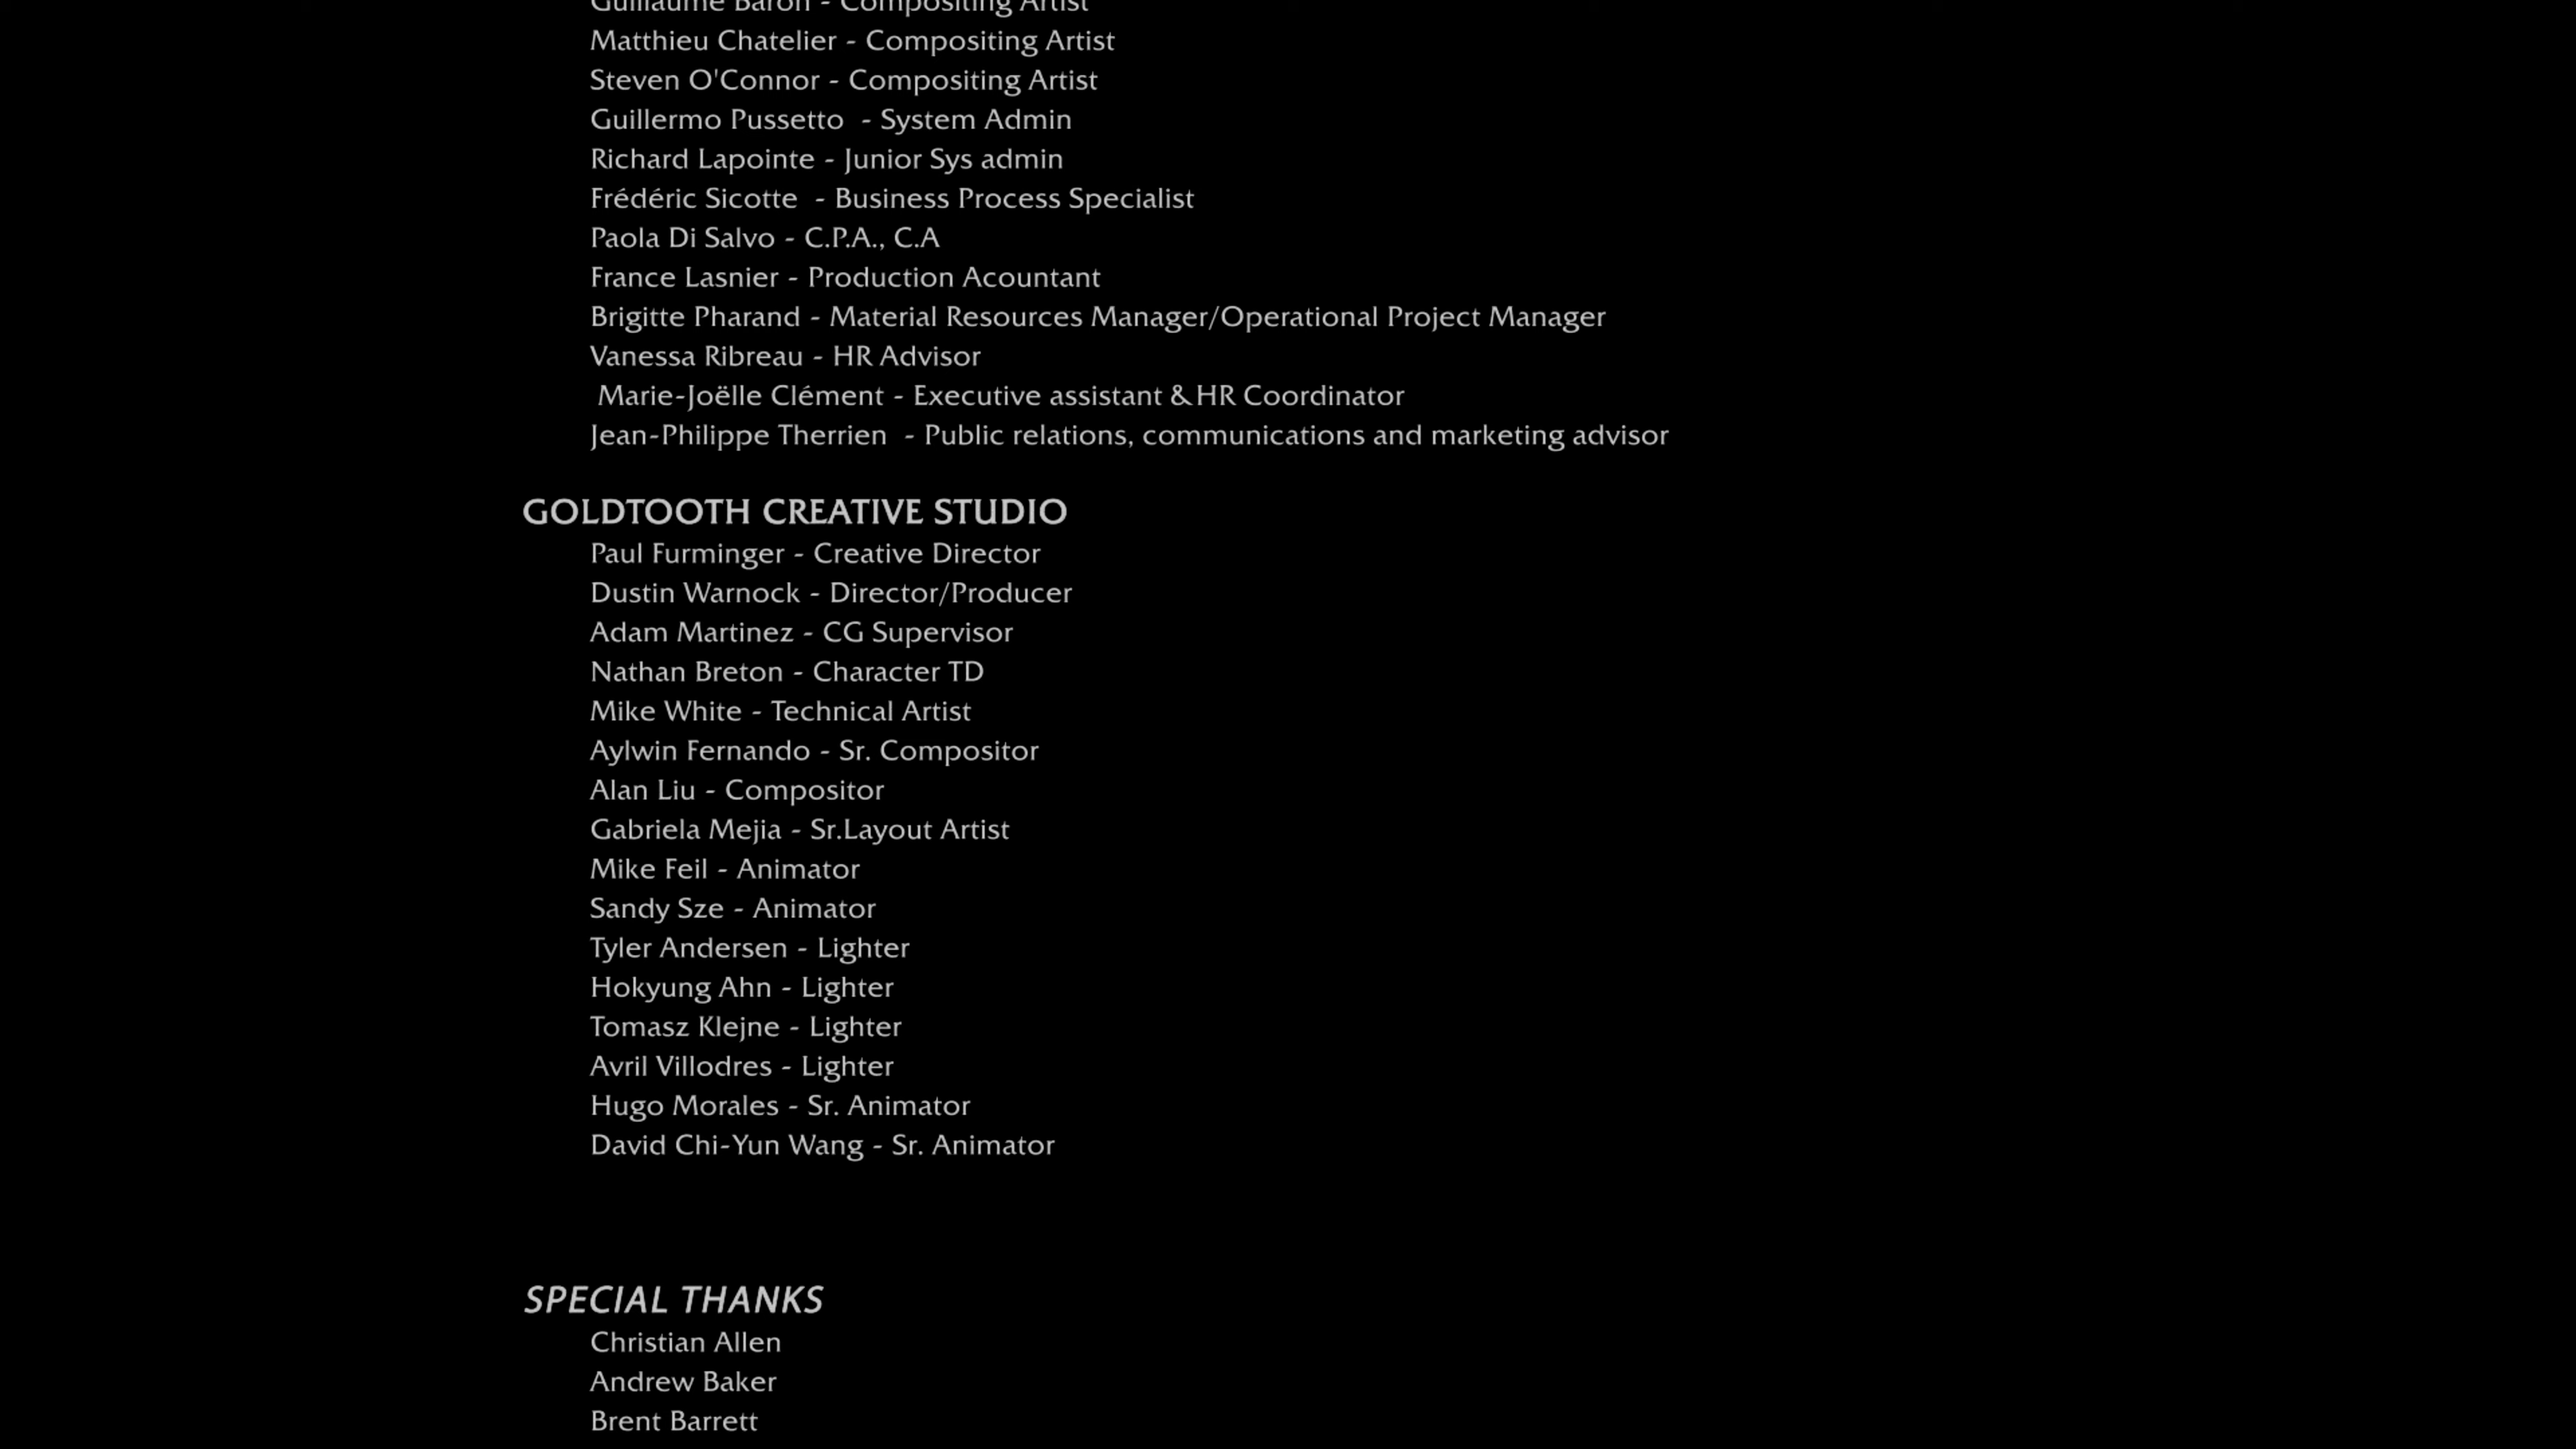 Guillaume Baron - Compositing Artist
Matthieu Chatelier - Compositing Artist
Steven O'Connor - Compositing Artist
Guillermo Pussetto  - System Admin
Richard Lapointe - Junior Sys admin
Frédéric Sicotte  - Business Process Specialist
Paola Di Salvo - C.P.A., C.A
France Lasnier - Production Acountant
Brigitte Pharand - Material Resources Manager/Operational Project Manager
Vanessa Ribreau - HR Advisor
Marie-Joëlle Clément - Executive assistant & HR Coordinator
Jean-Philippe Therrien  - Public relations, communications and marketing advisor
GOLDTOOTH CREATIVE STUDIO
Paul Furminger - Creative Director
Dustin Warnock - Director/Producer
Adam Martinez - CG Supervisor
Nathan Breton - Character TD
Mike White - Technical Artist
Aylwin Fernando - Sr. Compositor
Alan Liu - Compositor
Gabriela Mejia - Sr.Layout Artist
Mike Feil - Animator
Sandy Sze - Animator
Tyler Andersen - Lighter
Hokyung Ahn - Lighter
Tomasz Klejne - Lighter
Avril Villodres - Lighter
Hugo Morales - Sr. Animator
David Chi-Yun Wang - Sr. Animator
SPECIAL THANKS
Christian Allen
Andrew Baker
Brent Barrett